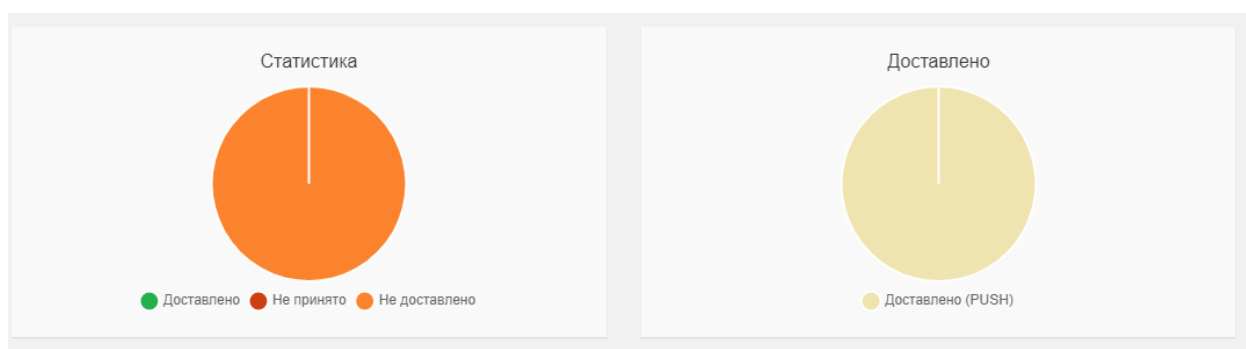 Статистика
Доставлено
Не принято
Не доставлено
Доставлено
Доставлено (PUSH)